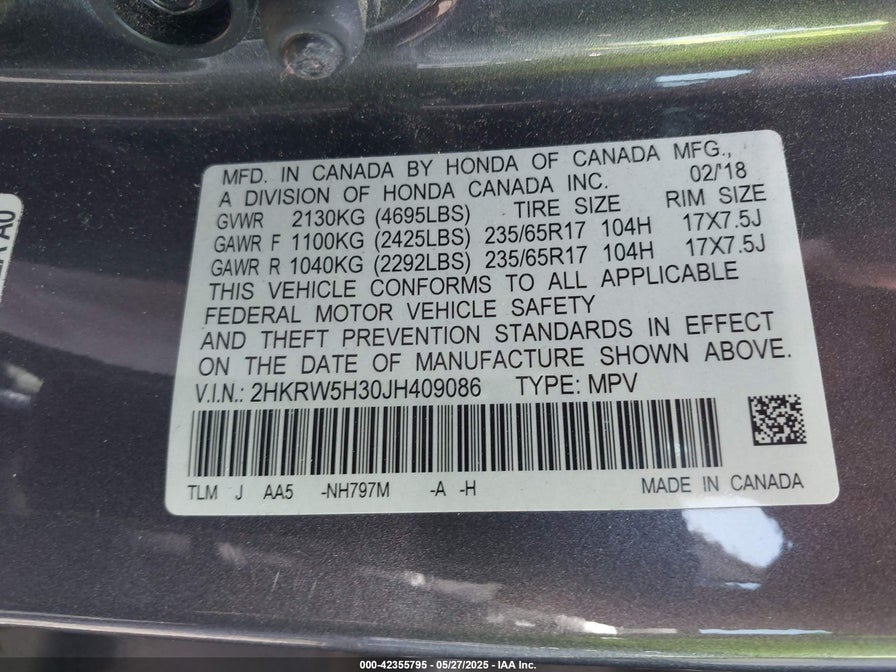 MFD. IN CANADA BY HONDA OF CANADA MFG.,
A DIVISION OF HONDA CANADA INC. 02/'18
GVWR 2130KG (4695LBS) TIRE SIZE RIM SIZE
GAWR F 1100KG (2425LBS) 235/65R17 104H 17X7.5J
GAWR R 1040KG (2292LBS) 235/65R17 104H 17X7.5J
THIS VEHICLE CONFORMS TO ALL APPLICABLE
FEDERAL MOTOR VEHICLE SAFETY
AND THEFT PREVENTION STANDARDS IN EFFECT
ON THE DATE OF MANUFACTURE SHOWN ABOVE.
V.I.N.: 2HKRW5H30JH409086 TYPE: MPV
TLM J AA5 -NH797M -A -H MADE IN CANADA
000-42355795 - 05/27/2025 - IAA Inc.